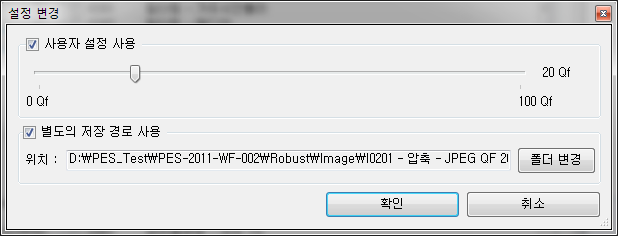 설정 변경
사용자 설정 사용
20 Qf
0 Qf 100 Qf
별도의 저장 경로 사용
위치 : D:₩PES_Test₩PES-2011-WF-002₩Robust₩Image₩I0201 - 압축 - JPEG QF 20 폴더 변경
확인 취소